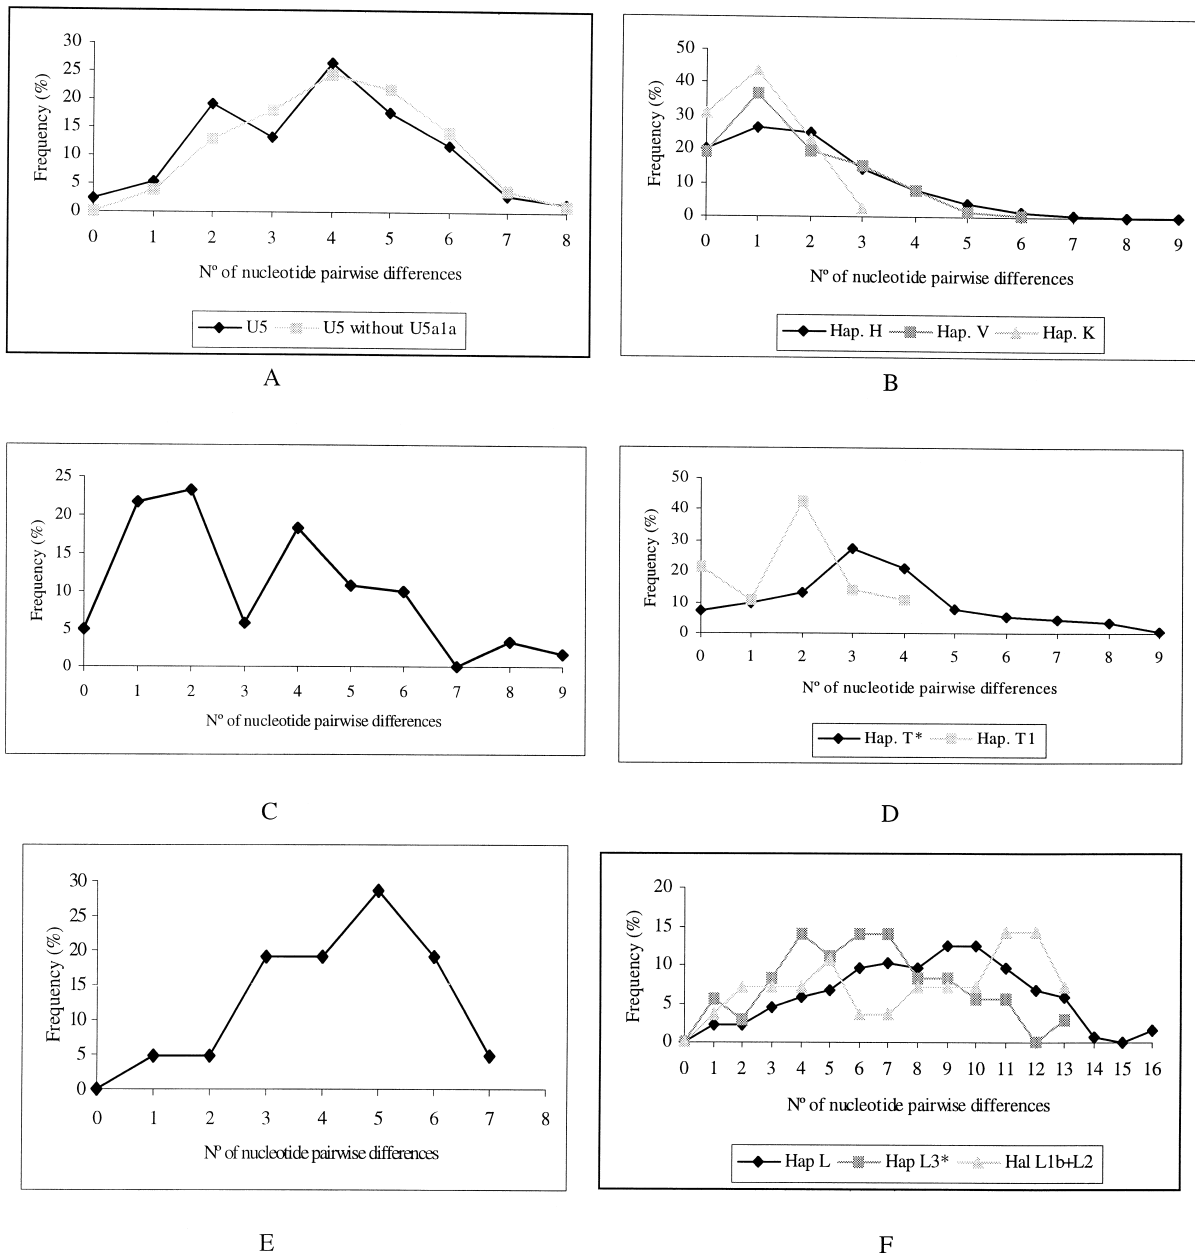 30
25
20
15
10
5
0
Frequency (%)
0 1 2 3 4 5 6 7 8
Nº of nucleotide pairwise differences
U5 U5 without U5a1a
A
50
40
30
20
10
0
Frequency (%)
0 1 2 3 4 5 6 7 8 9
Nº of nucleotide pairwise differences
Hap. H Hap. V Hap. K
B
25
20
15
10
5
0
Frequency (%)
0 1 2 3 4 5 6 7 8 9
Nº of nucleotide pairwise differences
C
50
40
30
20
10
0
Frequency (%)
0 1 2 3 4 5 6 7 8 9
Nº of nucleotide pairwise differences
Hap. T* Hap. T1
D
30
25
20
15
10
5
0
Frequency (%)
0 1 2 3 4 5 6 7 8
Nº of nucleotide pairwise differences
E
20
15
10
5
0
Frequency (%)
0 1 2 3 4 5 6 7 8 9 10 11 12 13 14 15 16
Nº of nucleotide pairwise differences
Hap L Hap L3* Hal L1b+L2
F